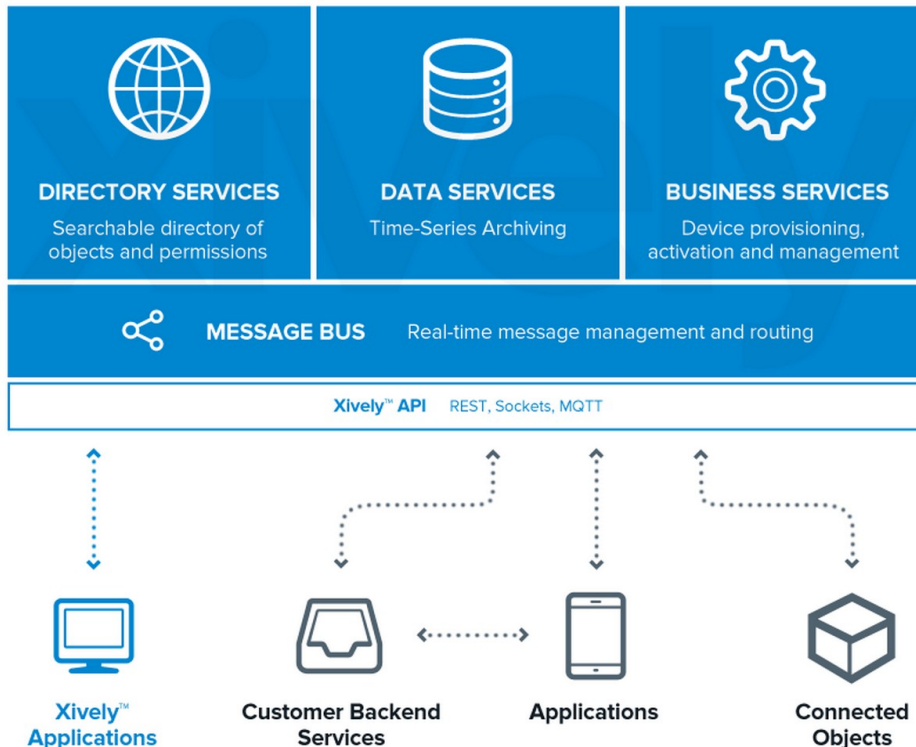 DIRECTORY SERVICES
Searchable directory of
objects and permissions
DATA SERVICES
Time-Series Archiving
BUSINESS SERVICES
Device provisioning,
activation and management
xively
MESSAGE BUS Real-time message management and routing
Xively™ API REST, Sockets, MQTT
Xively™
Applications
Customer Backend
Services
Applications
Connected
Objects